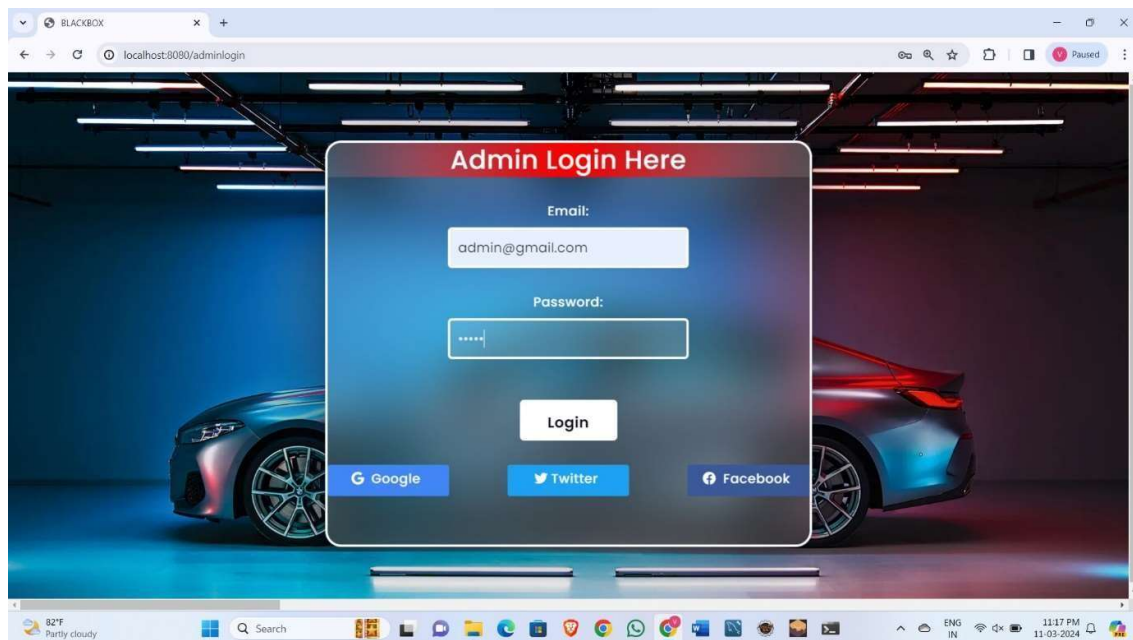 BLACKBOX
localhost:8080/adminlogin
V Paused
Admin Login Here
Email:
admin@gmail.com
Password:
•••••
Login
G Google
Twitter
Facebook
82°F
Partly cloudy
Search
ENG
IN
11:17 PM
11-03-2024